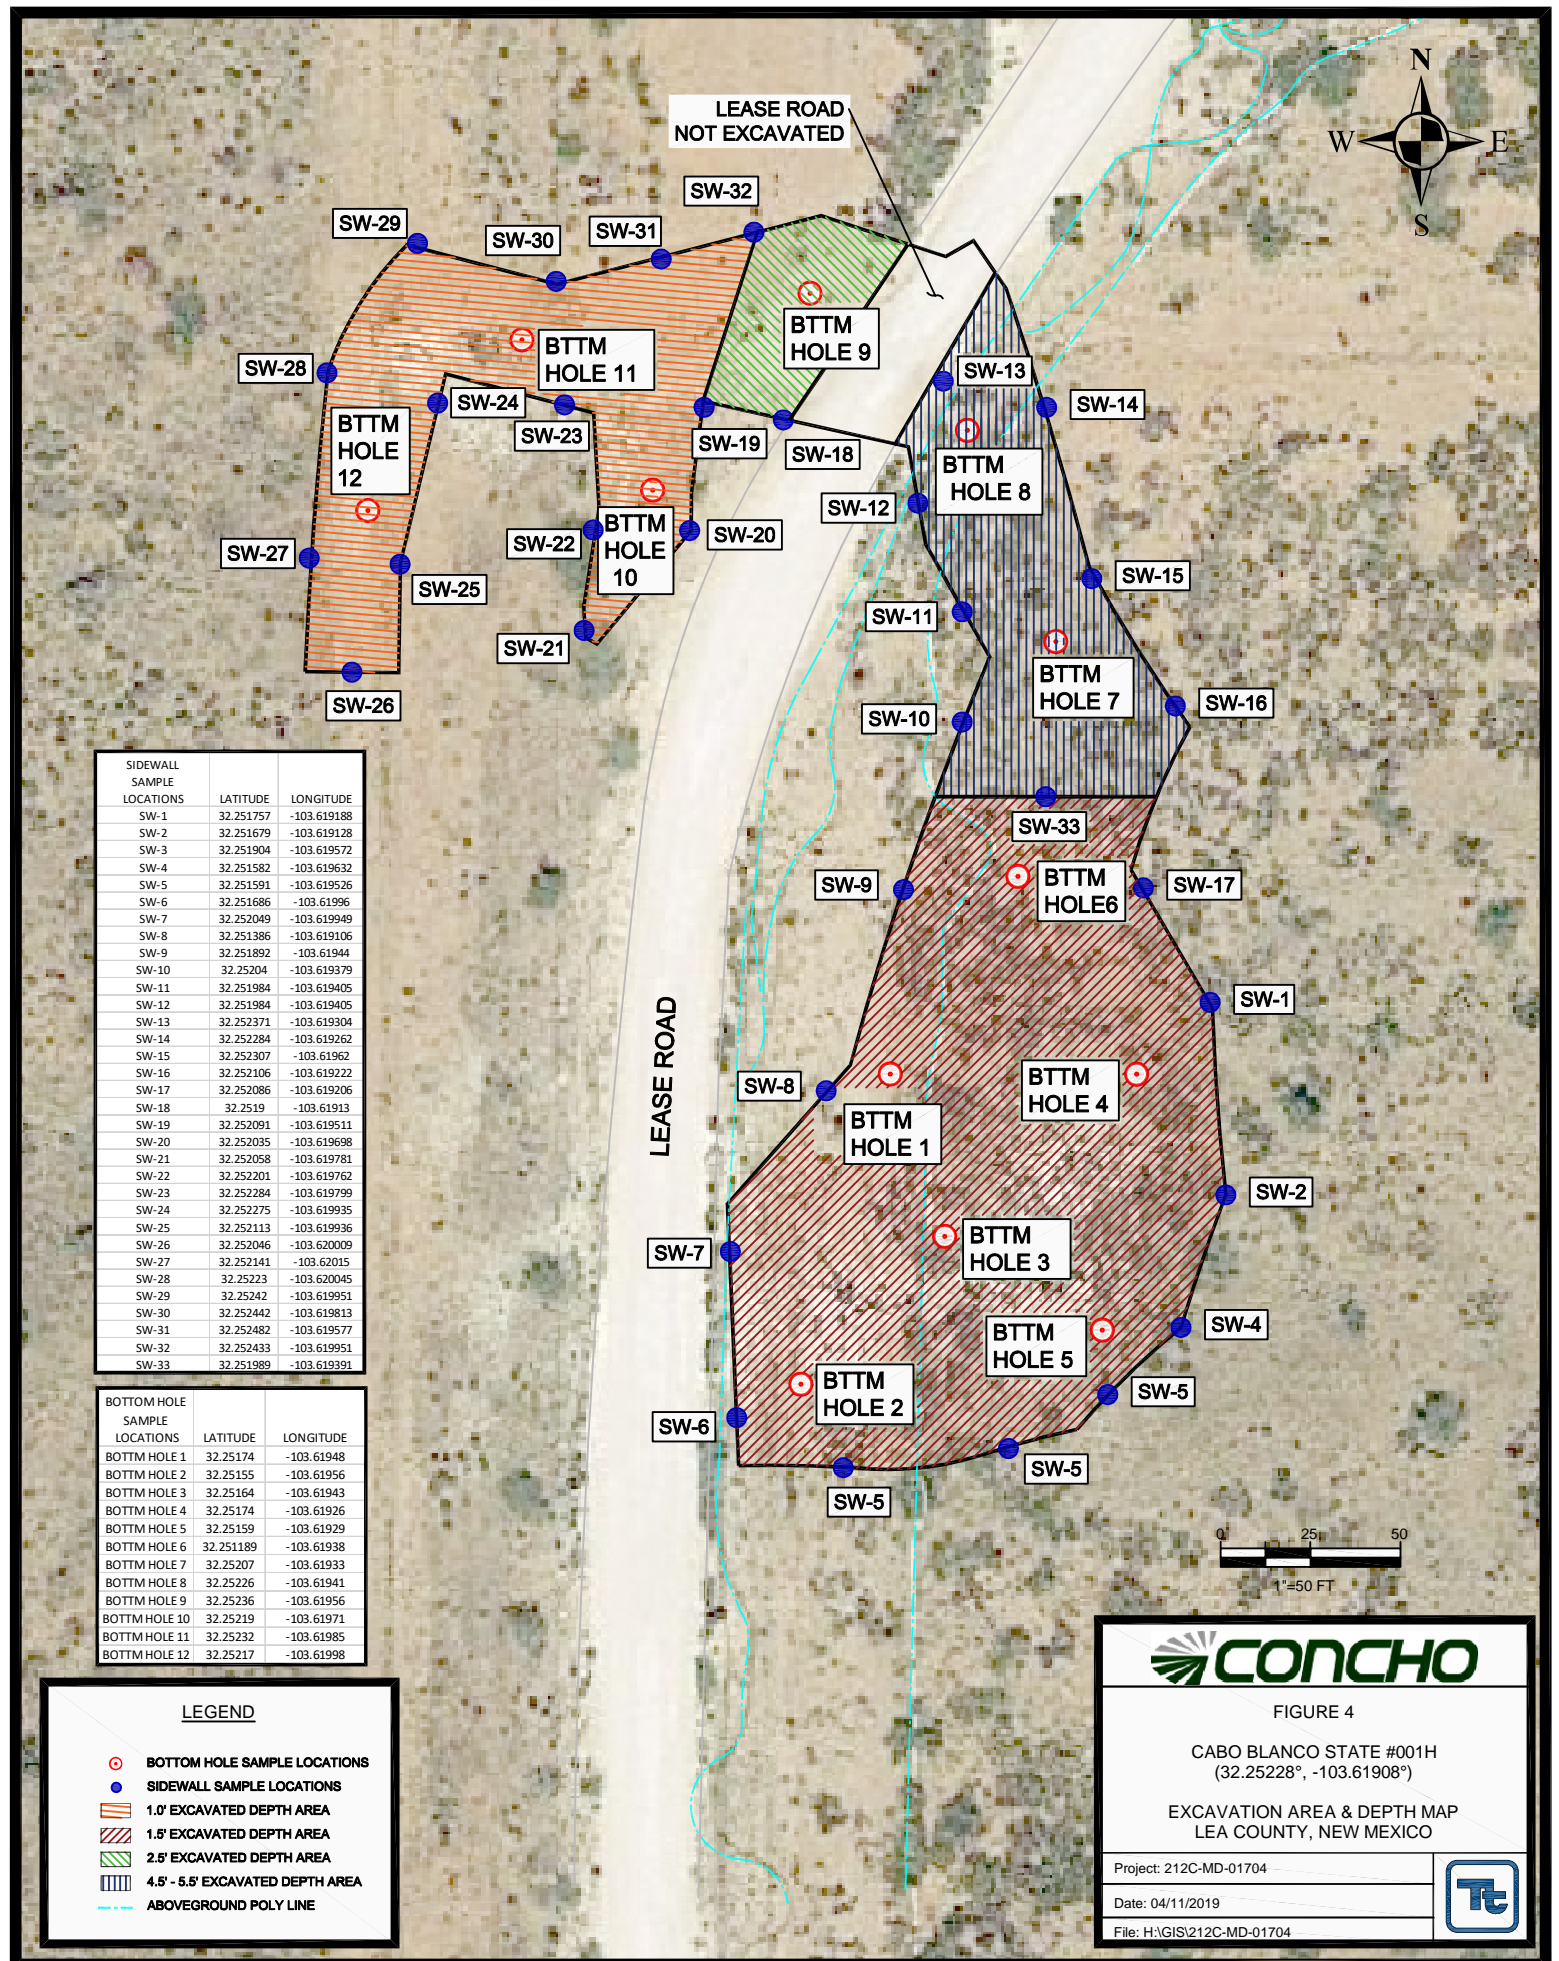 LEASE ROAD
NOT EXCAVATED
N
W
E
S
SW-32
SW-29
SW-30
SW-31
BTTM
HOLE 9
BTTM
HOLE 11
SW-28
SW-24
SW-23
SW-13
SW-14
SW-19
SW-18
BTTM
HOLE
12
BTTM
HOLE 8
SW-12
SW-22
BTTM
HOLE
10
SW-20
SW-27
SW-25
SW-15
SW-11
SW-21
BTTM
HOLE 7
SW-26
SW-16
SW-10
SW-33
SW-9
BTTM
HOLE6
SW-17
SW-1
LEASE ROAD
SW-8
BTTM
HOLE 4
BTTM
HOLE 1
SW-2
SW-7
BTTM
HOLE 3
SW-4
BTTM
HOLE 5
BTTM
HOLE 2
SW-5
SW-6
SW-5
SW-5
SIDEWALL
SAMPLE
LOCATIONS LATITUDE LONGITUDE
SW-1 32.251757 -103.619188
SW-2 32.251679 -103.619128
SW-3 32.251904 -103.619572
SW-4 32.251582 -103.619632
SW-5 32.251591 -103.619526
SW-6 32.251686 -103.61996
SW-7 32.252049 -103.619949
SW-8 32.251386 -103.619106
SW-9 32.251892 -103.61944
SW-10 32.25204 -103.619379
SW-11 32.251984 -103.619405
SW-12 32.251984 -103.619405
SW-13 32.252371 -103.619304
SW-14 32.252284 -103.619262
SW-15 32.252307 -103.61962
SW-16 32.252106 -103.619222
SW-17 32.252086 -103.619206
SW-18 32.2519 -103.61913
SW-19 32.252091 -103.619511
SW-20 32.252035 -103.619698
SW-21 32.252058 -103.619781
SW-22 32.252201 -103.619762
SW-23 32.252284 -103.619799
SW-24 32.252275 -103.619935
SW-25 32.252113 -103.619936
SW-26 32.252046 -103.620009
SW-27 32.252141 -103.62015
SW-28 32.25223 -103.620045
SW-29 32.25242 -103.619951
SW-30 32.252442 -103.619813
SW-31 32.252482 -103.619577
SW-32 32.252433 -103.619951
SW-33 32.251989 -103.619391
BOTTOM HOLE
SAMPLE
LOCATIONS LATITUDE LONGITUDE
BOTTM HOLE 1 32.25174 -103.61948
BOTTM HOLE 2 32.25155 -103.61956
BOTTM HOLE 3 32.25164 -103.61943
BOTTM HOLE 4 32.25174 -103.61926
BOTTM HOLE 5 32.25159 -103.61929
BOTTM HOLE 6 32.251189 -103.61938
BOTTM HOLE 7 32.25207 -103.61933
BOTTM HOLE 8 32.25226 -103.61941
BOTTM HOLE 9 32.25236 -103.61956
BOTTM HOLE 10 32.25219 -103.61971
BOTTM HOLE 11 32.25232 -103.61985
BOTTM HOLE 12 32.25217 -103.61998
LEGEND
BOTTOM HOLE SAMPLE LOCATIONS
SIDEWALL SAMPLE LOCATIONS
1.0' EXCAVATED DEPTH AREA
1.5' EXCAVATED DEPTH AREA
2.5' EXCAVATED DEPTH AREA
4.5' - 5.5' EXCAVATED DEPTH AREA
ABOVEGROUND POLY LINE
0 25 50
1"=50 FT
CONCHO
FIGURE 4
CABO BLANCO STATE #001H
(32.25228°, -103.61908°)
EXCAVATION AREA & DEPTH MAP
LEA COUNTY, NEW MEXICO
Project: 212C-MD-01704
Date: 04/11/2019
File: H:\GIS\212C-MD-01704
Tt